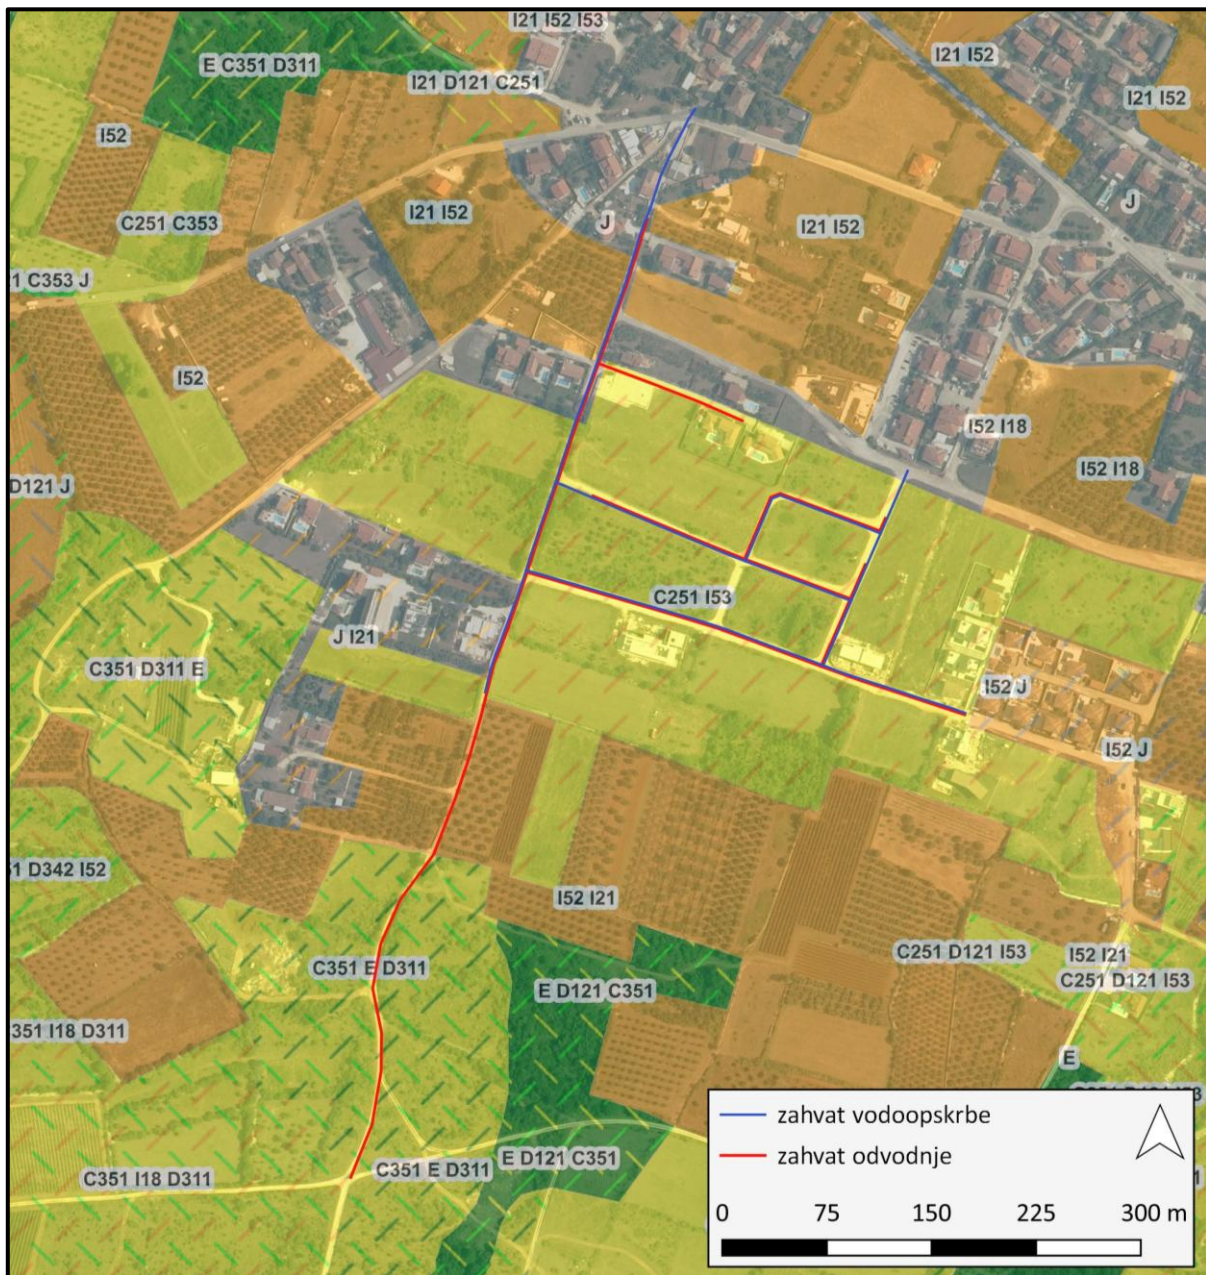 I21 I52 I53
E C351 D311
I21 D121 C251
I21 I52
I21 I52
I52
C251 C353
I21 I52
J
I21 I52
J
C353 J
I52
I52 I18
I52 I18
D121 J
C251 I53
J I21
C351 D311 E
I52 J
I52 J
D342 I52
I52 I21
C251 D121 I53
I52 I21
C351 E D311
E D121 C351
C251 D121 I53
I18 D311
E
C351 I18 D311
C351 E D311
E D121 C351
zahvat vodoopskrbe
zahvat odvodnje
0 75 150 225 300 m